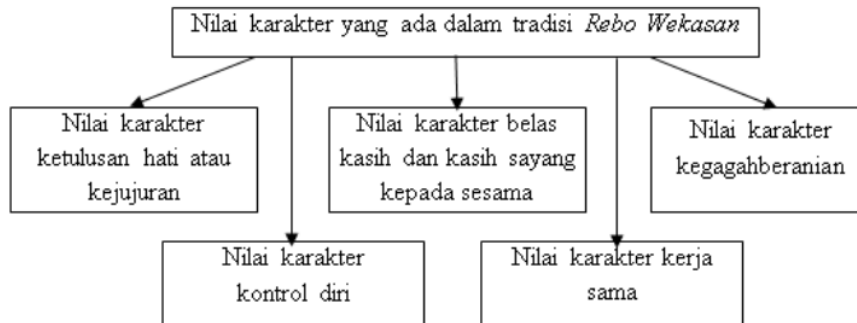 Nilai karakter yang ada dalam tradisi Rebo Wekasan
Nilai karakter
ketulusan hati atau
kejujuran
Nilai karakter belas
kasih dan kasih sayang
kepada sesama
Nilai karakter
kegagahberanian
Nilai karakter
kontrol diri
Nilai karakter kerja
sama